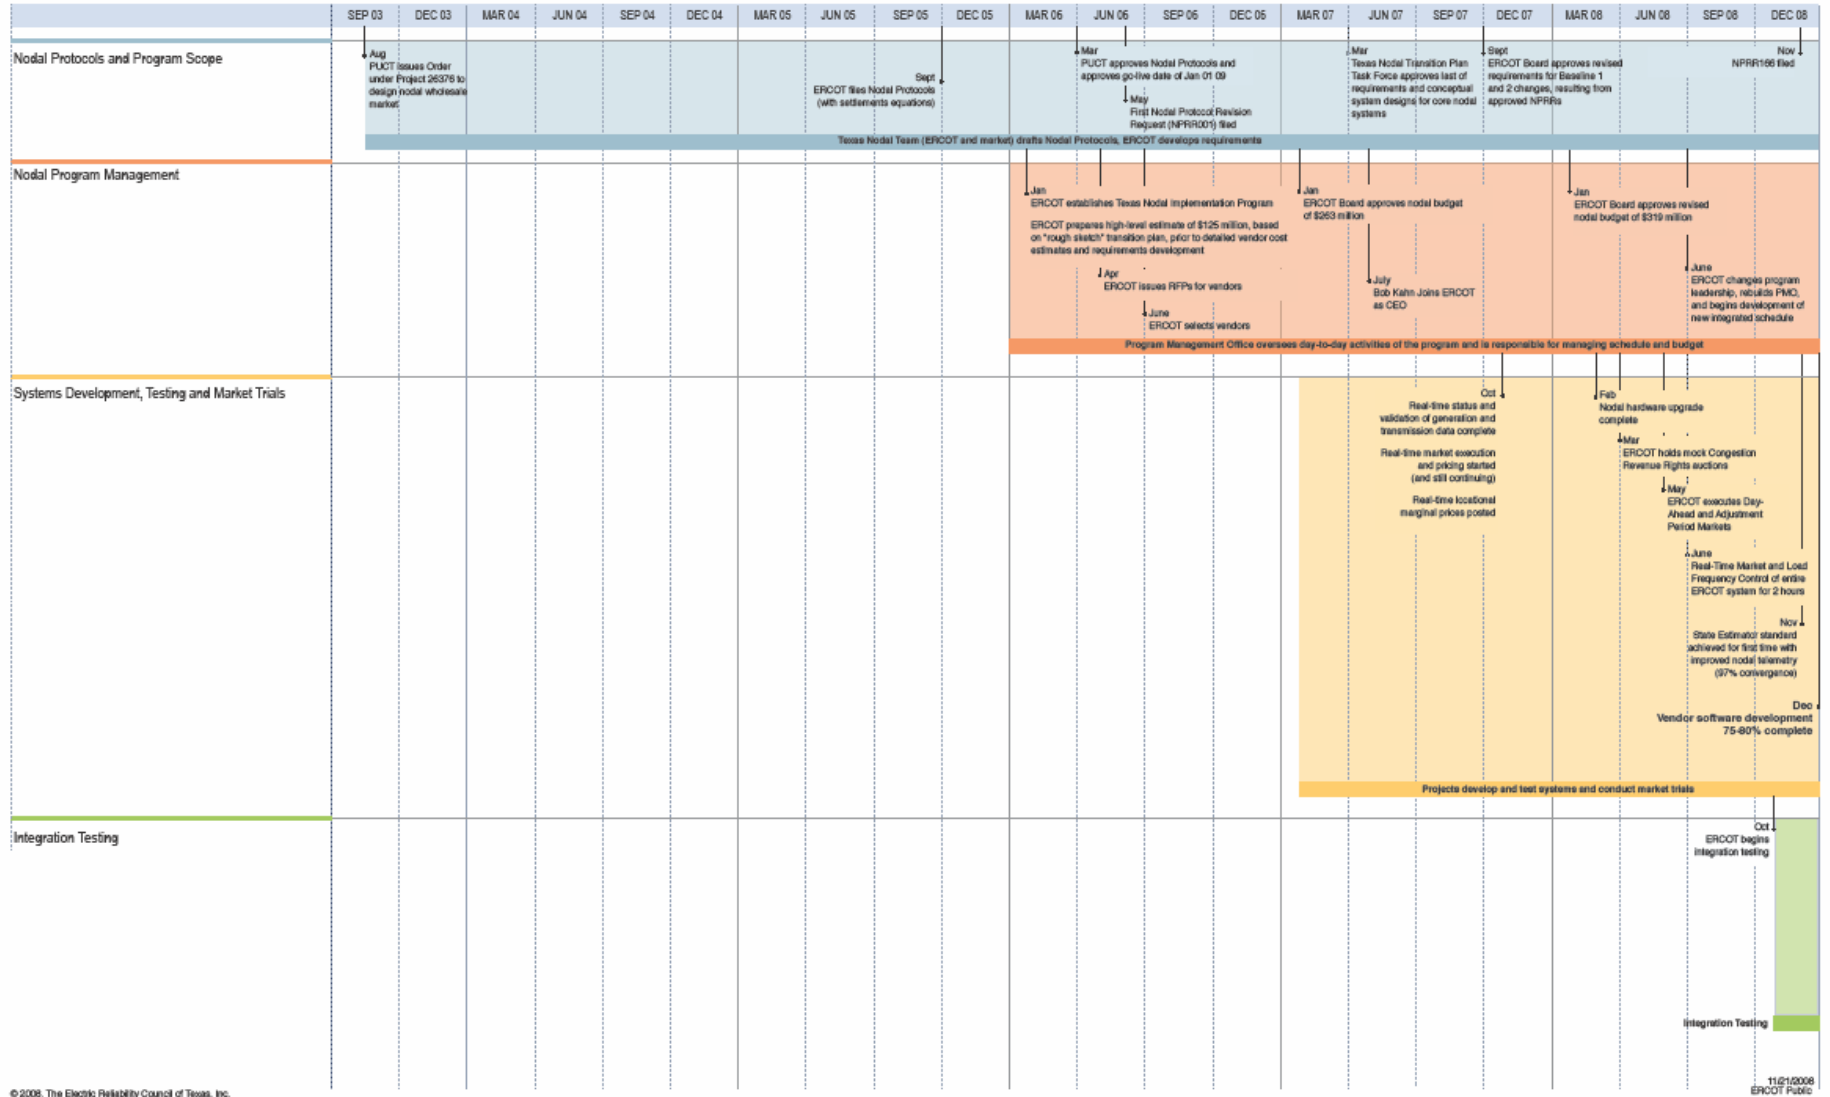 SEP 03 DEC 03 MAR 04 JUN 04 SEP 04 DEC 04 MAR 05 JUN 05 SEP 05 DEC 05 MAR 06 JUN 06 SEP 06 DEC 06 MAR 07 JUN 07 SEP 07 DEC 07 MAR 08 JUN 08 SEP 08 DEC 08
Nodal Protocols and Program Scope
Aug
PUCT issues Order
under Project 26376 to
design nodal wholesale
market
Sept
ERCOT files Nodal Protocols
(with settlements equations)
Mar
PUCT approves Nodal Protocols and
approves go-live date of Jan 01 09
May
First Nodal Protocol Revision
Request (NPRR001) filed
Mar
Texas Nodal Transition Plan
Task Force approves last of
requirements and conceptual
system designs for core nodal
systems
Sept
ERCOT Board approves revised
requirements for Baseline 1
and 2 changes, resulting from
approved NPRRs
Nov
NPRR166 filed
Texas Nodal Team (ERCOT and market) drafts Nodal Protocols, ERCOT develops requirements
Nodal Program Management
Jan
ERCOT establishes Texas Nodal Implementation Program
ERCOT prepares high-level estimate of $125 million, based
on "rough sketch" transition plan, prior to detailed vendor cost
estimates and requirements development
Apr
ERCOT issues RFPs for vendors
June
ERCOT selects vendors
Jan
ERCOT Board approves nodal budget
of $263 million
July
Bob Kahn Joins ERCOT
as CEO
Jan
ERCOT Board approves revised
nodal budget of $319 million
June
ERCOT changes program
leadership, rebuilds PMO,
and begins development of
new integrated schedule
Program Management Office oversees day-to-day activities of the program and is responsible for managing schedule and budget
Systems Development, Testing and Market Trials
Oct
Real-time status and
validation of generation and
transmission data complete
Real-time market execution
and pricing started
(and still continuing)
Real-time locational
marginal prices posted
Feb
Nodal hardware upgrade
complete
Mar
ERCOT holds mock Congestion
Revenue Rights auctions
May
ERCOT executes Day-
Ahead and Adjustment
Period Markets
June
Real-Time Market and Load
Frequency Control of entire
ERCOT system for 2 hours
Nov
State Estimator standard
achieved for first time with
improved nodal telemetry
(97% convergence)
Dec
Vendor software development
75-80% complete
Projects develop and test systems and conduct market trials
Integration Testing
Oct
ERCOT begins
integration testing
Integration Testing
© 2008, The Electric Reliability Council of Texas, Inc.
11/21/2008
ERCOT Public